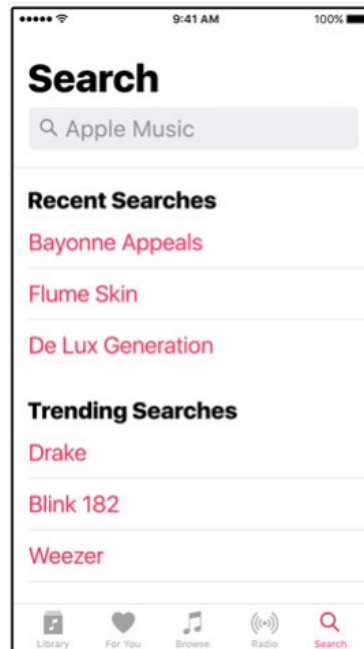 9:41 AM 100%
Search
Apple Music
Recent Searches
Bayonne Appeals
Flume Skin
De Lux Generation
Trending Searches
Drake
Blink 182
Weezer
Library For You Browse Radio Search